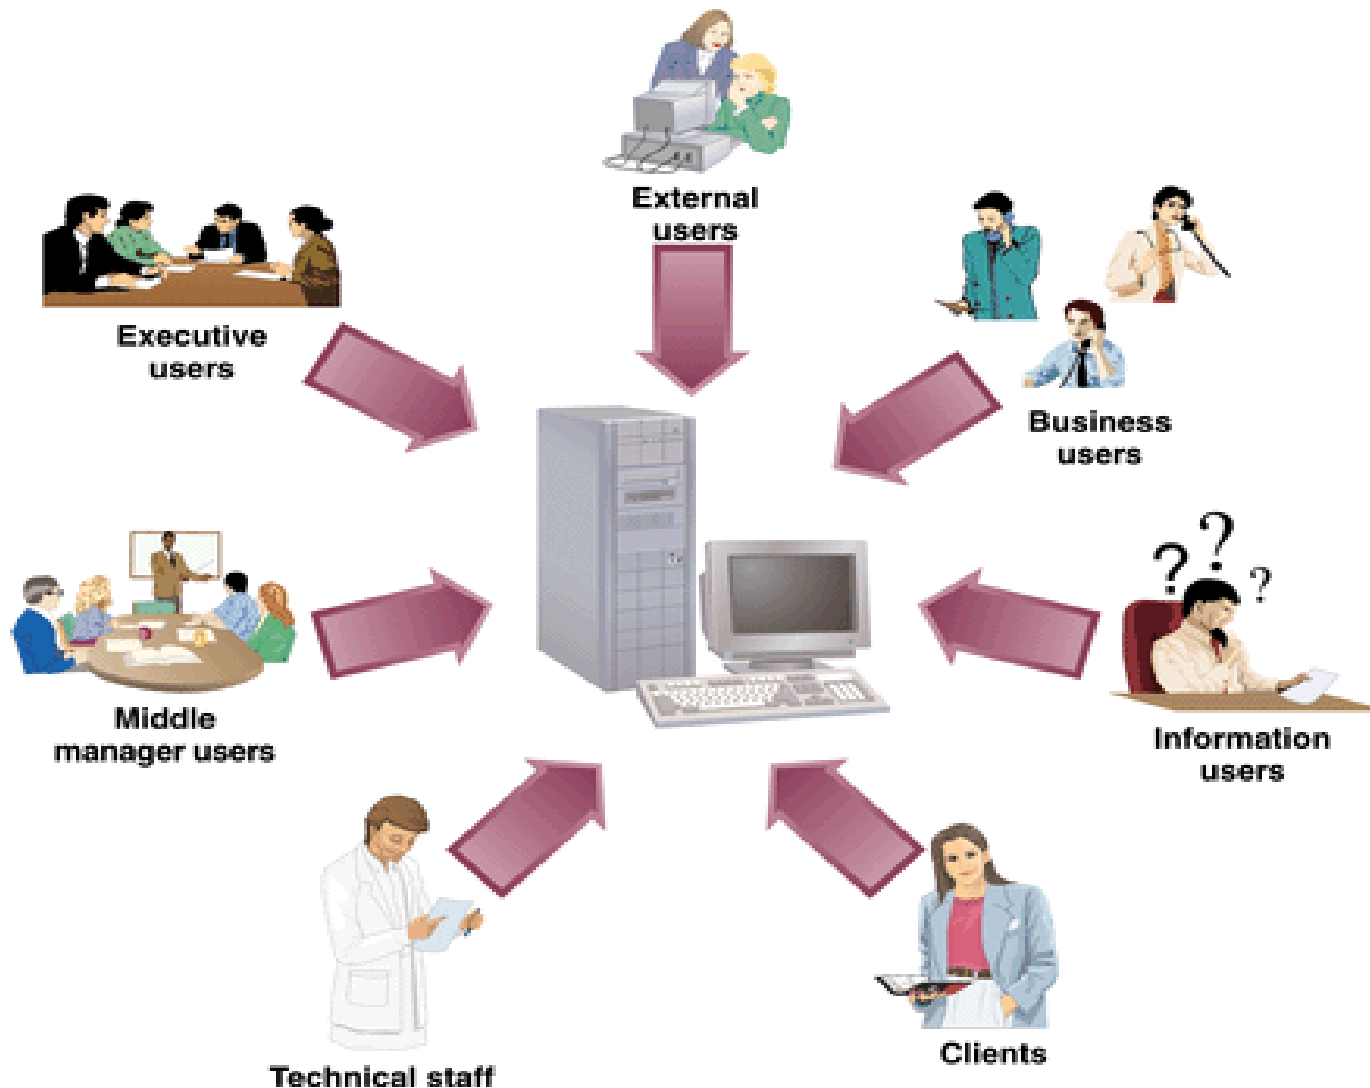 External
users
Executive
users
Business
users
? ? ?
Middle
manager users
Information
users
Technical staff
Clients